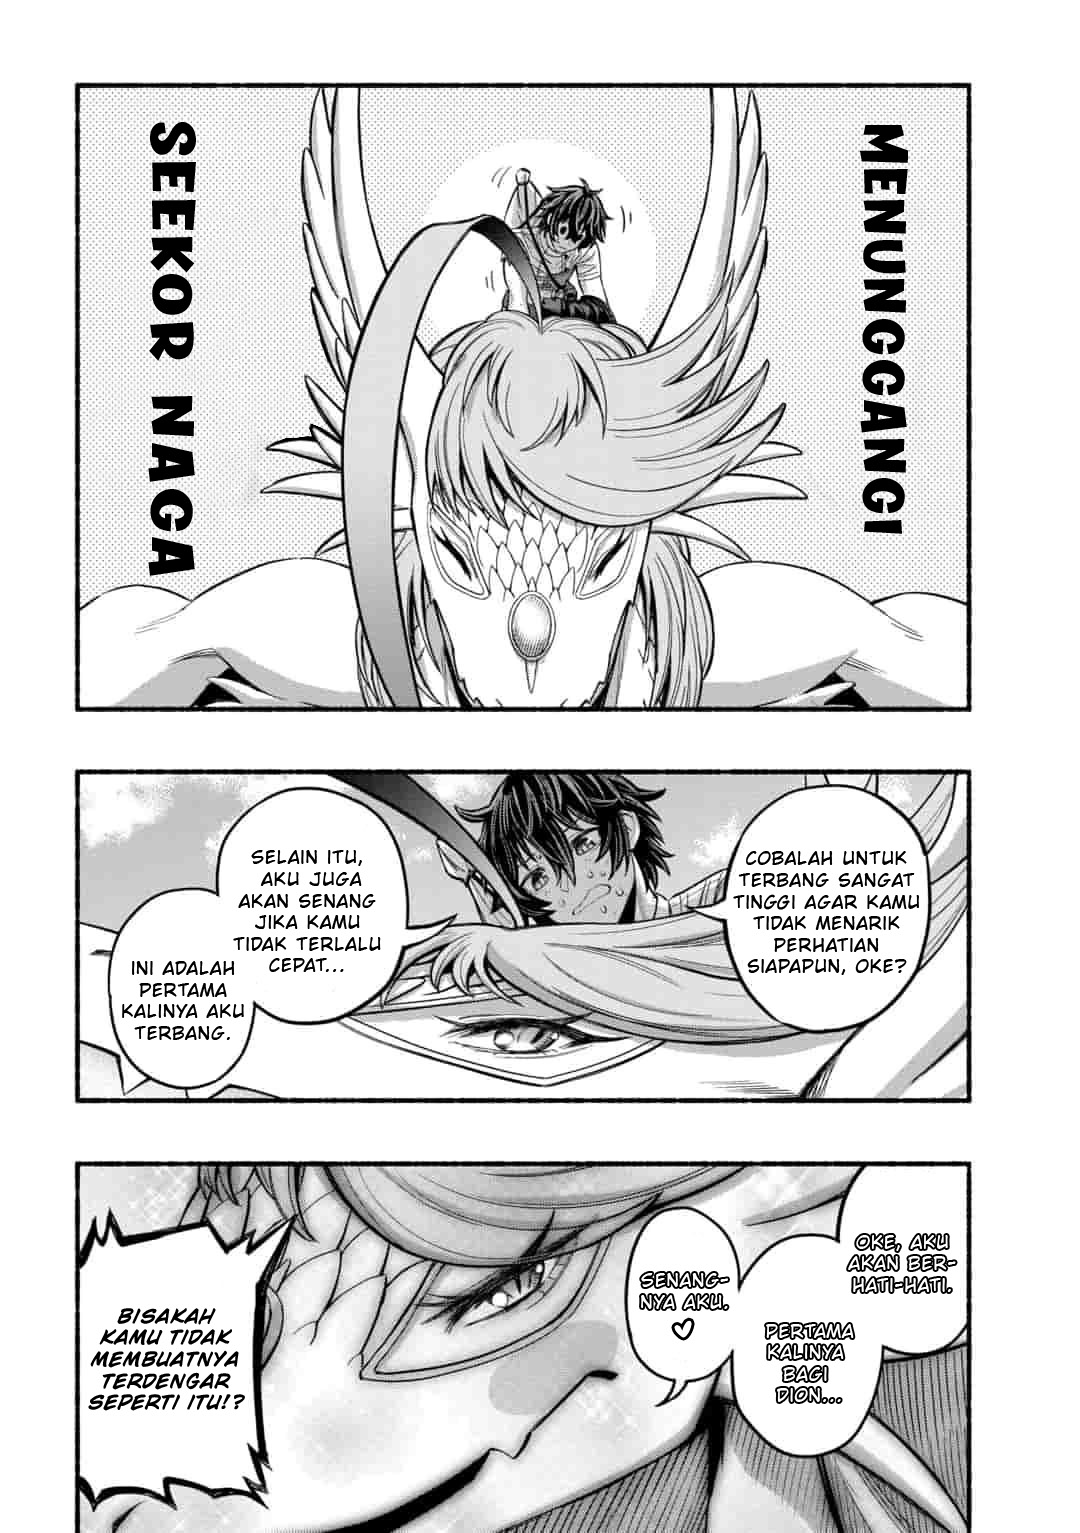 MENUNGGANGI
SEEKOR NAGA
COBALAH UNTUK
TERBANG SANGAT
TINGGI AGAR KAMU
TIDAK MENARIK
PERHATIAN
SIAPAPUN, OKE?
SELAIN ITU,
AKU JUGA
AKAN SENANG
JIKA KAMU
TIDAK TERLALU
CEPAT...
INI ADALAH
PERTAMA
KALINYA AKU
TERBANG.
OKE, AKU
AKAN BER-
HATI-HATI.
PERTAMA
KALINYA
BAGI
DION...
SENANG-
NYA AKU.
♡
BISAKAH
KAMU TIDAK
MEMBUATNYA
TERDENGAR
SEPERTI ITU!?